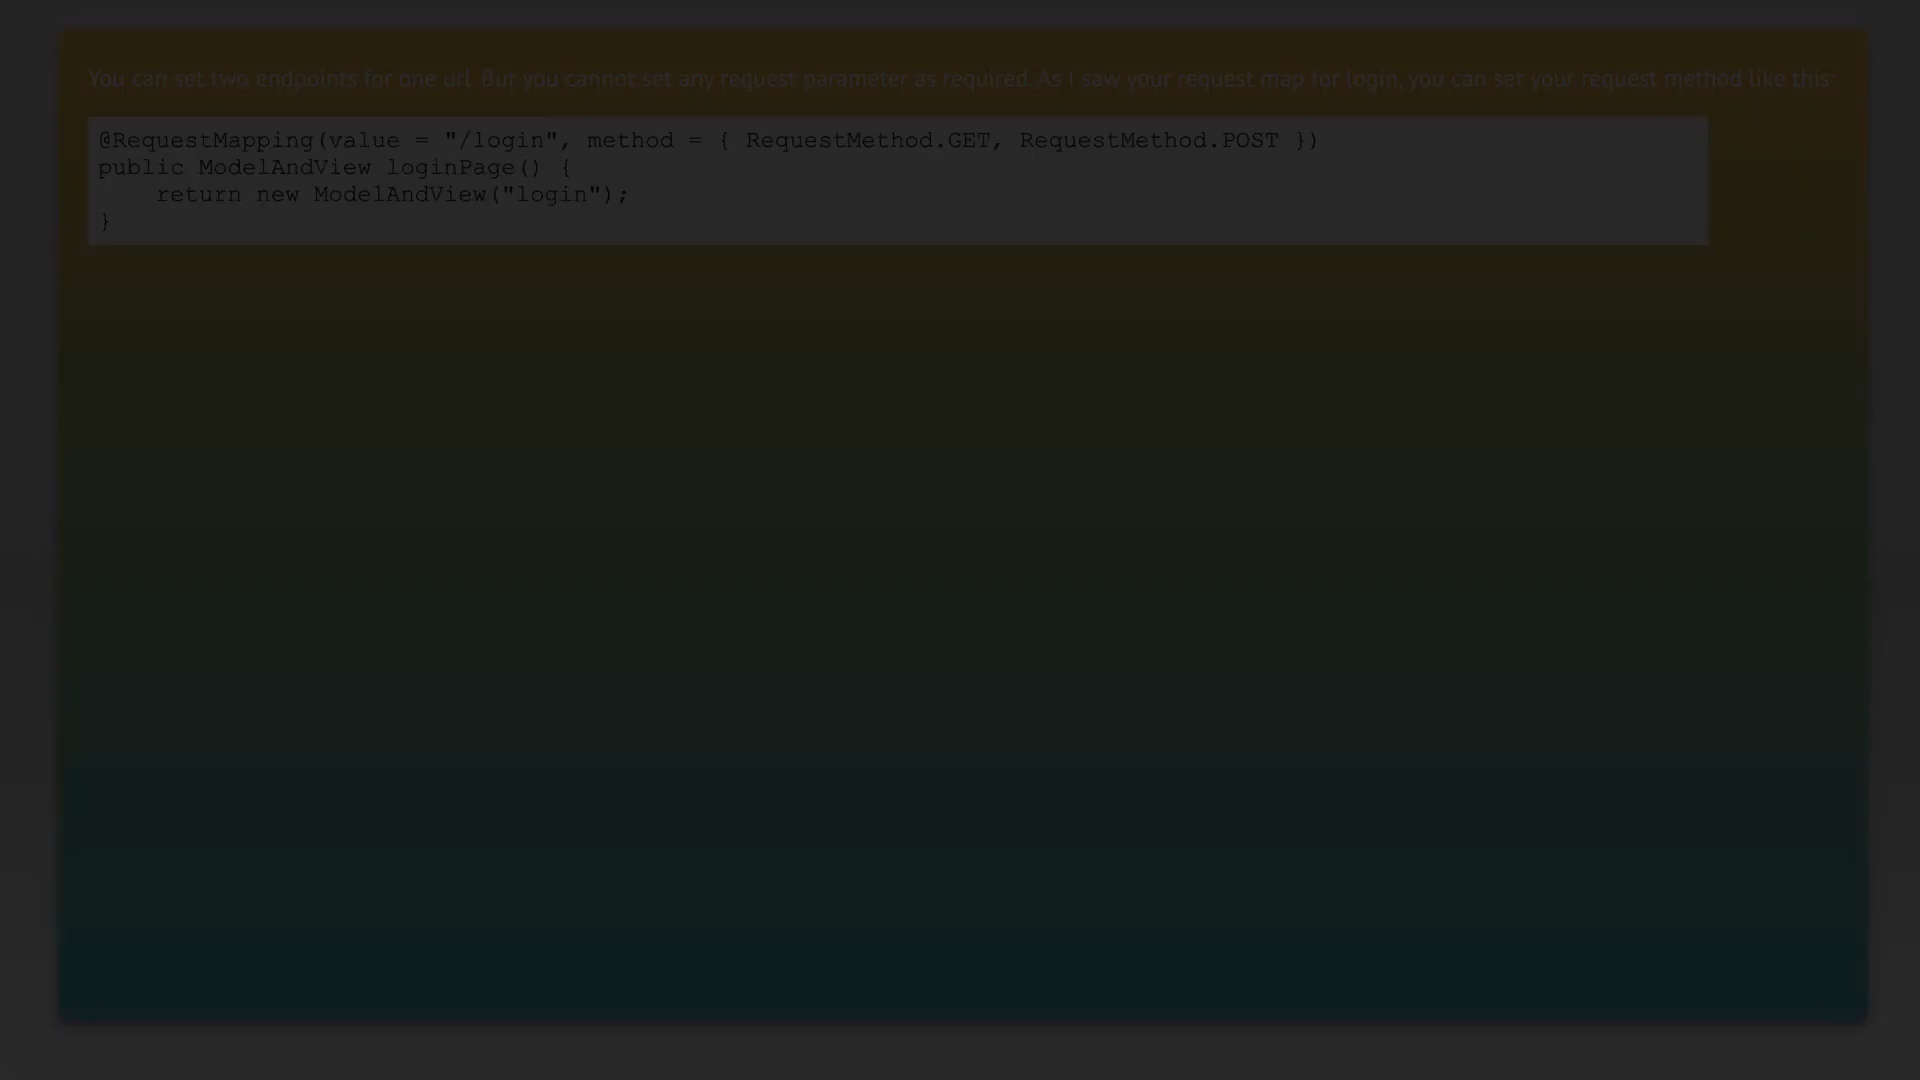 You can set two endpoints for one url. But you cannot set any request parameter as required. As I saw your request map for login, you can set your request method like this:
@RequestMapping(value = "/login", method = { RequestMethod.GET, RequestMethod.POST })
public ModelAndView loginPage() {
    return new ModelAndView("login");
}